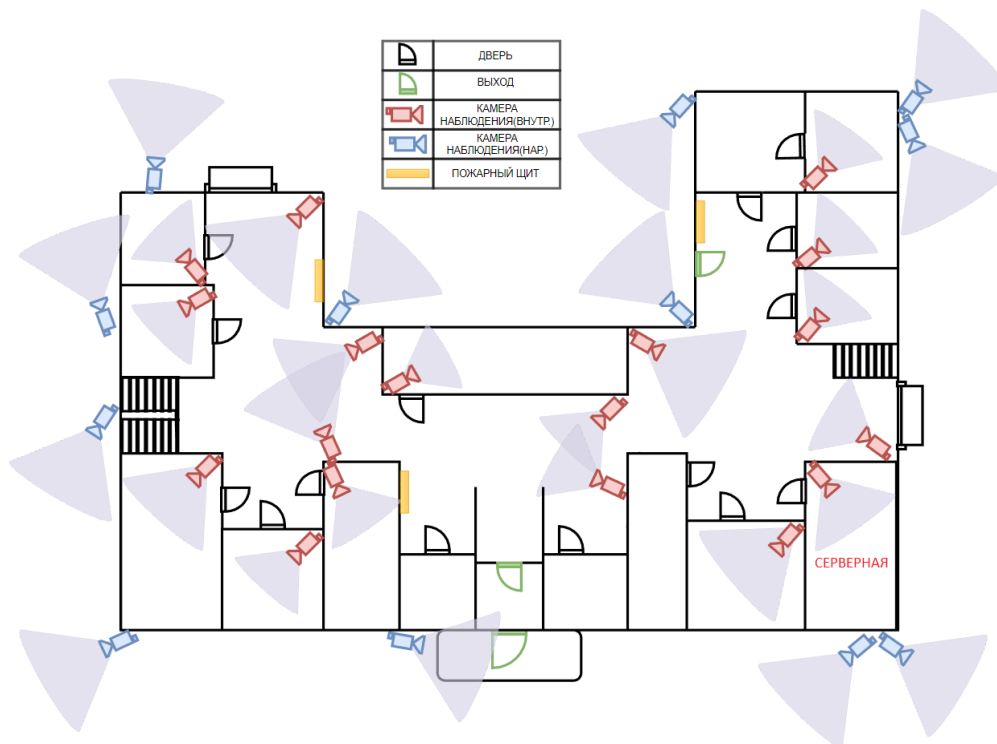 ДВЕРЬ
ВЫХОД
КАМЕРА
НАБЛЮДЕНИЯ(ВНУТР.)
КАМЕРА
НАБЛЮДЕНИЯ(НАР.)
ПОЖАРНЫЙ ЩИТ
СЕРВЕРНАЯ